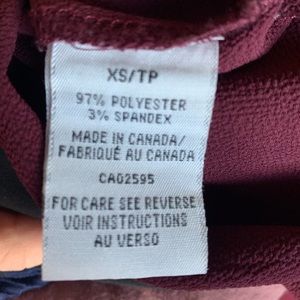 XS/TP
97% POLYESTER
3% SPANDEX
MADE IN CANADA/
FABRIQUÉ AU CANADA
CA02595
FOR CARE SEE REVERSE
VOIR INSTRUCTIONS
AU VERSO